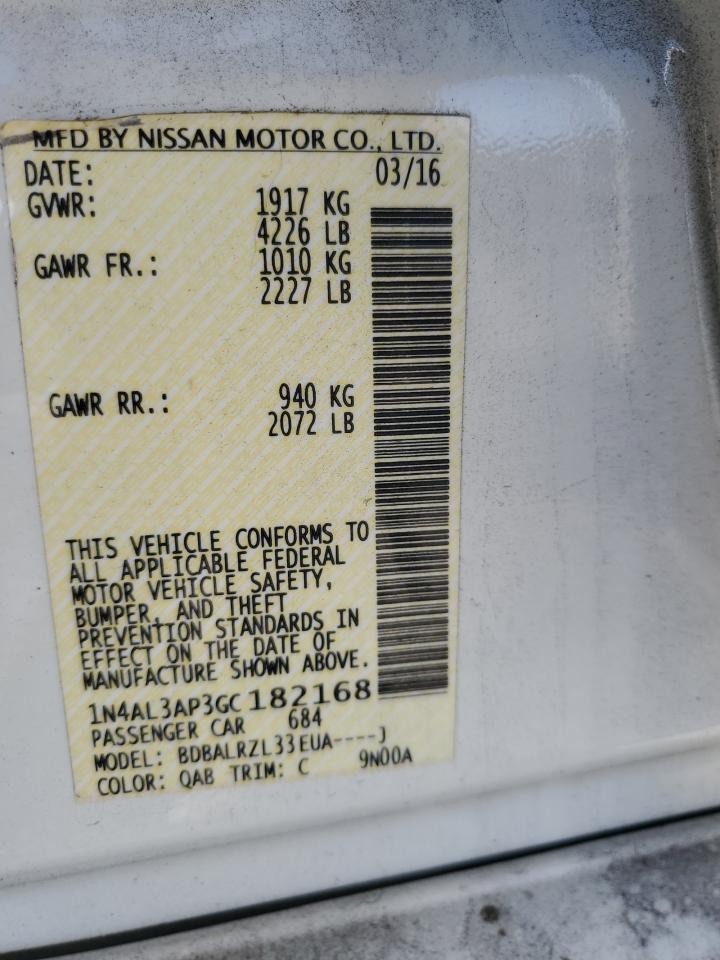 MFD BY NISSAN MOTOR CO., LTD.
DATE: 03/16
GVWR: 1917 KG
4226 LB
GAWR FR.: 1010 KG
2227 LB
GAWR RR.: 940 KG
2072 LB
THIS VEHICLE CONFORMS TO
ALL APPLICABLE FEDERAL
MOTOR VEHICLE SAFETY,
BUMPER, AND THEFT
PREVENTION STANDARDS IN
EFFECT ON THE DATE OF
MANUFACTURE SHOWN ABOVE.
1N4AL3AP3GC182168
PASSENGER CAR 684
MODEL: BDBALRZL33EUA----J
COLOR: QAB TRIM: C 9N00A